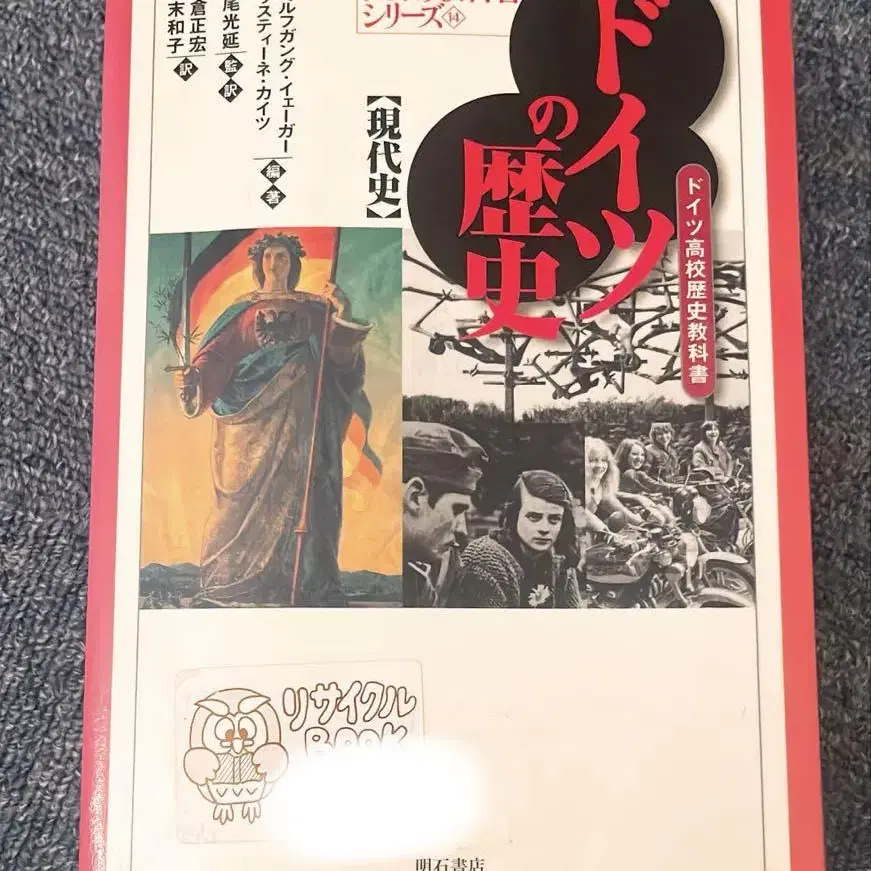 シリーズ14
ドイツ
の歴史
【現代史】
ドイツ高校歴史教科書
ルフガング・イェーガー
スティーネ・カイツ
編著
尾光延 監訳
倉正宏
末和子
訳
リサイクル
BOOK
明石書店